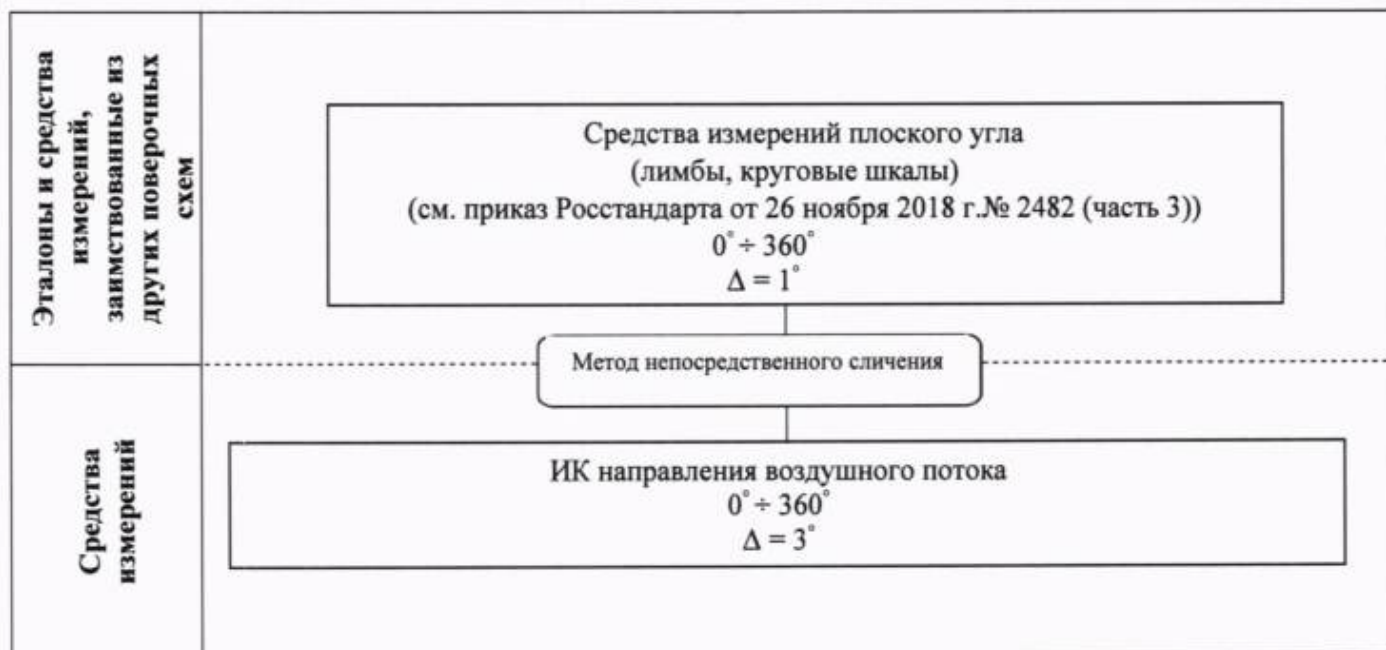 Эталоны и средства
измерений,
заимствованные из
других поверочных
схем
Средства измерений плоского угла
(лимбы, круговые шкалы)
(см. приказ Росстандарта от 26 ноября 2018 г.№ 2482 (часть 3))
0° ÷ 360°
Δ = 1°
Метод непосредственного сличения
Средства
измерений
ИК направления воздушного потока
0° ÷ 360°
Δ = 3°